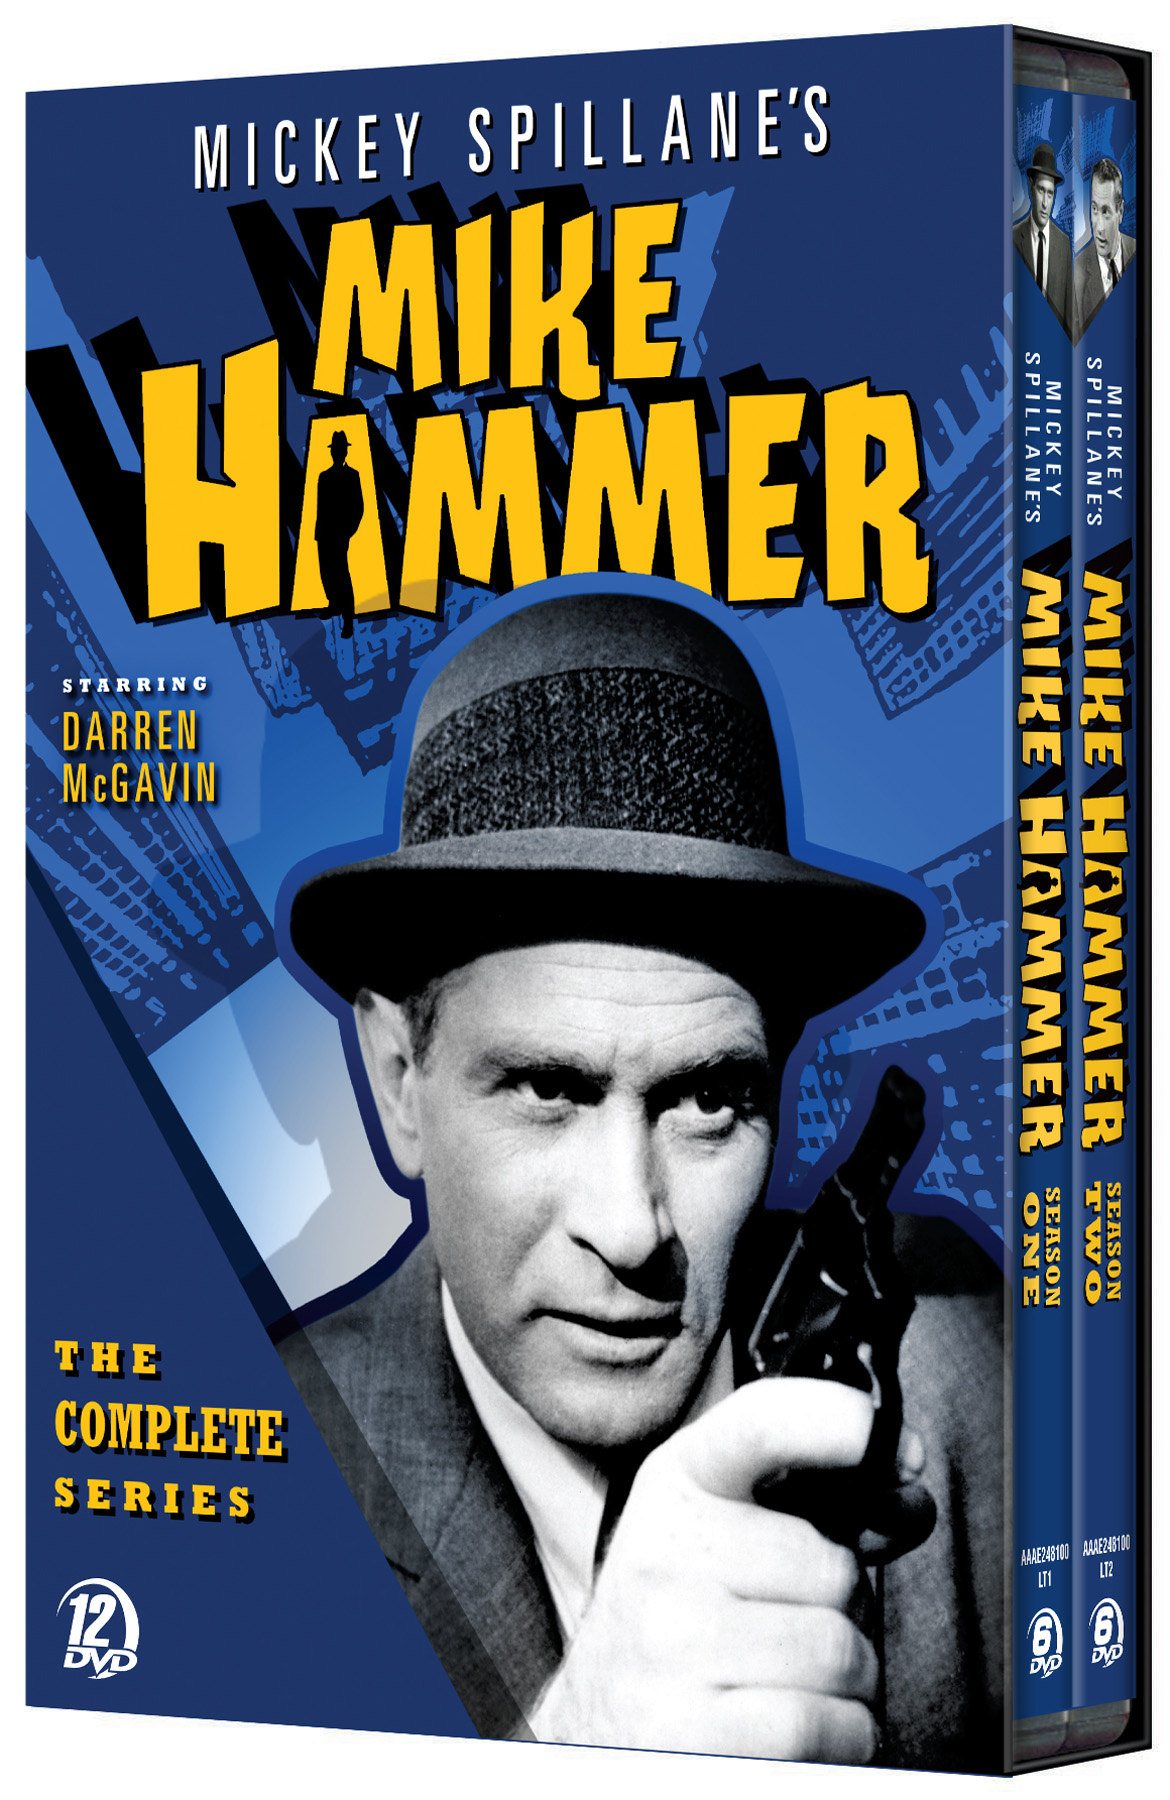 MICKEY SPILLANE'S
MIKE
HAMMER
STARRING
DARREN
McGAVIN
THE
COMPLETE
SERIES
12
DVD
MICKEY
SPILLANE'S
MIKE HAMMER
SEASON
ONE
AAAE248100
LT1
6
DVD
MICKEY
SPILLANE'S
MIKE HAMMER
SEASON
TWO
AAAE248100
LT2
6
DVD